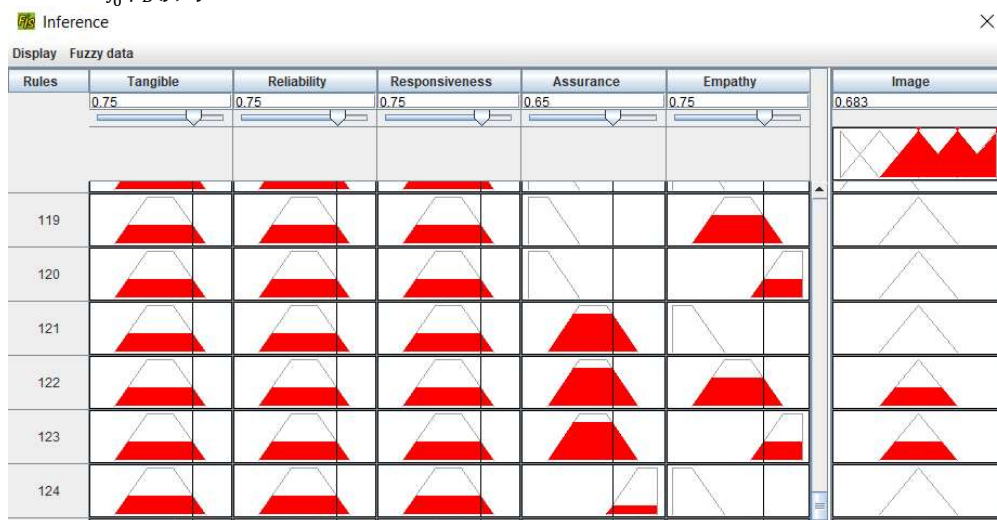 Fis Inference
Display Fuzzy data
Rules Tangible Reliability Responsiveness Assurance Empathy Image
0.75 0.75 0.75 0.65 0.75 0.683
119
120
121
122
123
124